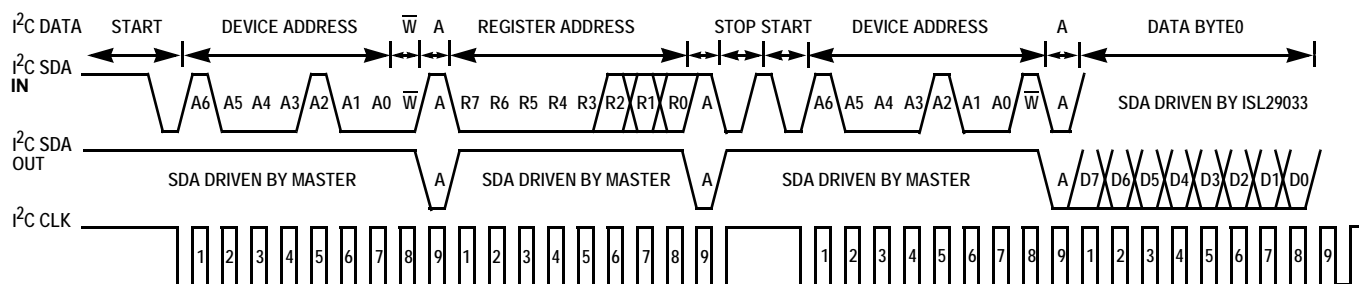 I²C DATA START DEVICE ADDRESS W̅ A REGISTER ADDRESS STOP START DEVICE ADDRESS A DATA BYTE0
I²C SDA
IN A6 A5 A4 A3 A2 A1 A0 W̅ A R7 R6 R5 R4 R3 R2 R1 R0 A A6 A5 A4 A3 A2 A1 A0 W̅ A SDA DRIVEN BY ISL29033
I²C SDA
OUT SDA DRIVEN BY MASTER A SDA DRIVEN BY MASTER A SDA DRIVEN BY MASTER A D7 D6 D5 D4 D3 D2 D1 D0
I²C CLK
1 2 3 4 5 6 7 8 9 1 2 3 4 5 6 7 8 9 1 2 3 4 5 6 7 8 9 1 2 3 4 5 6 7 8 9